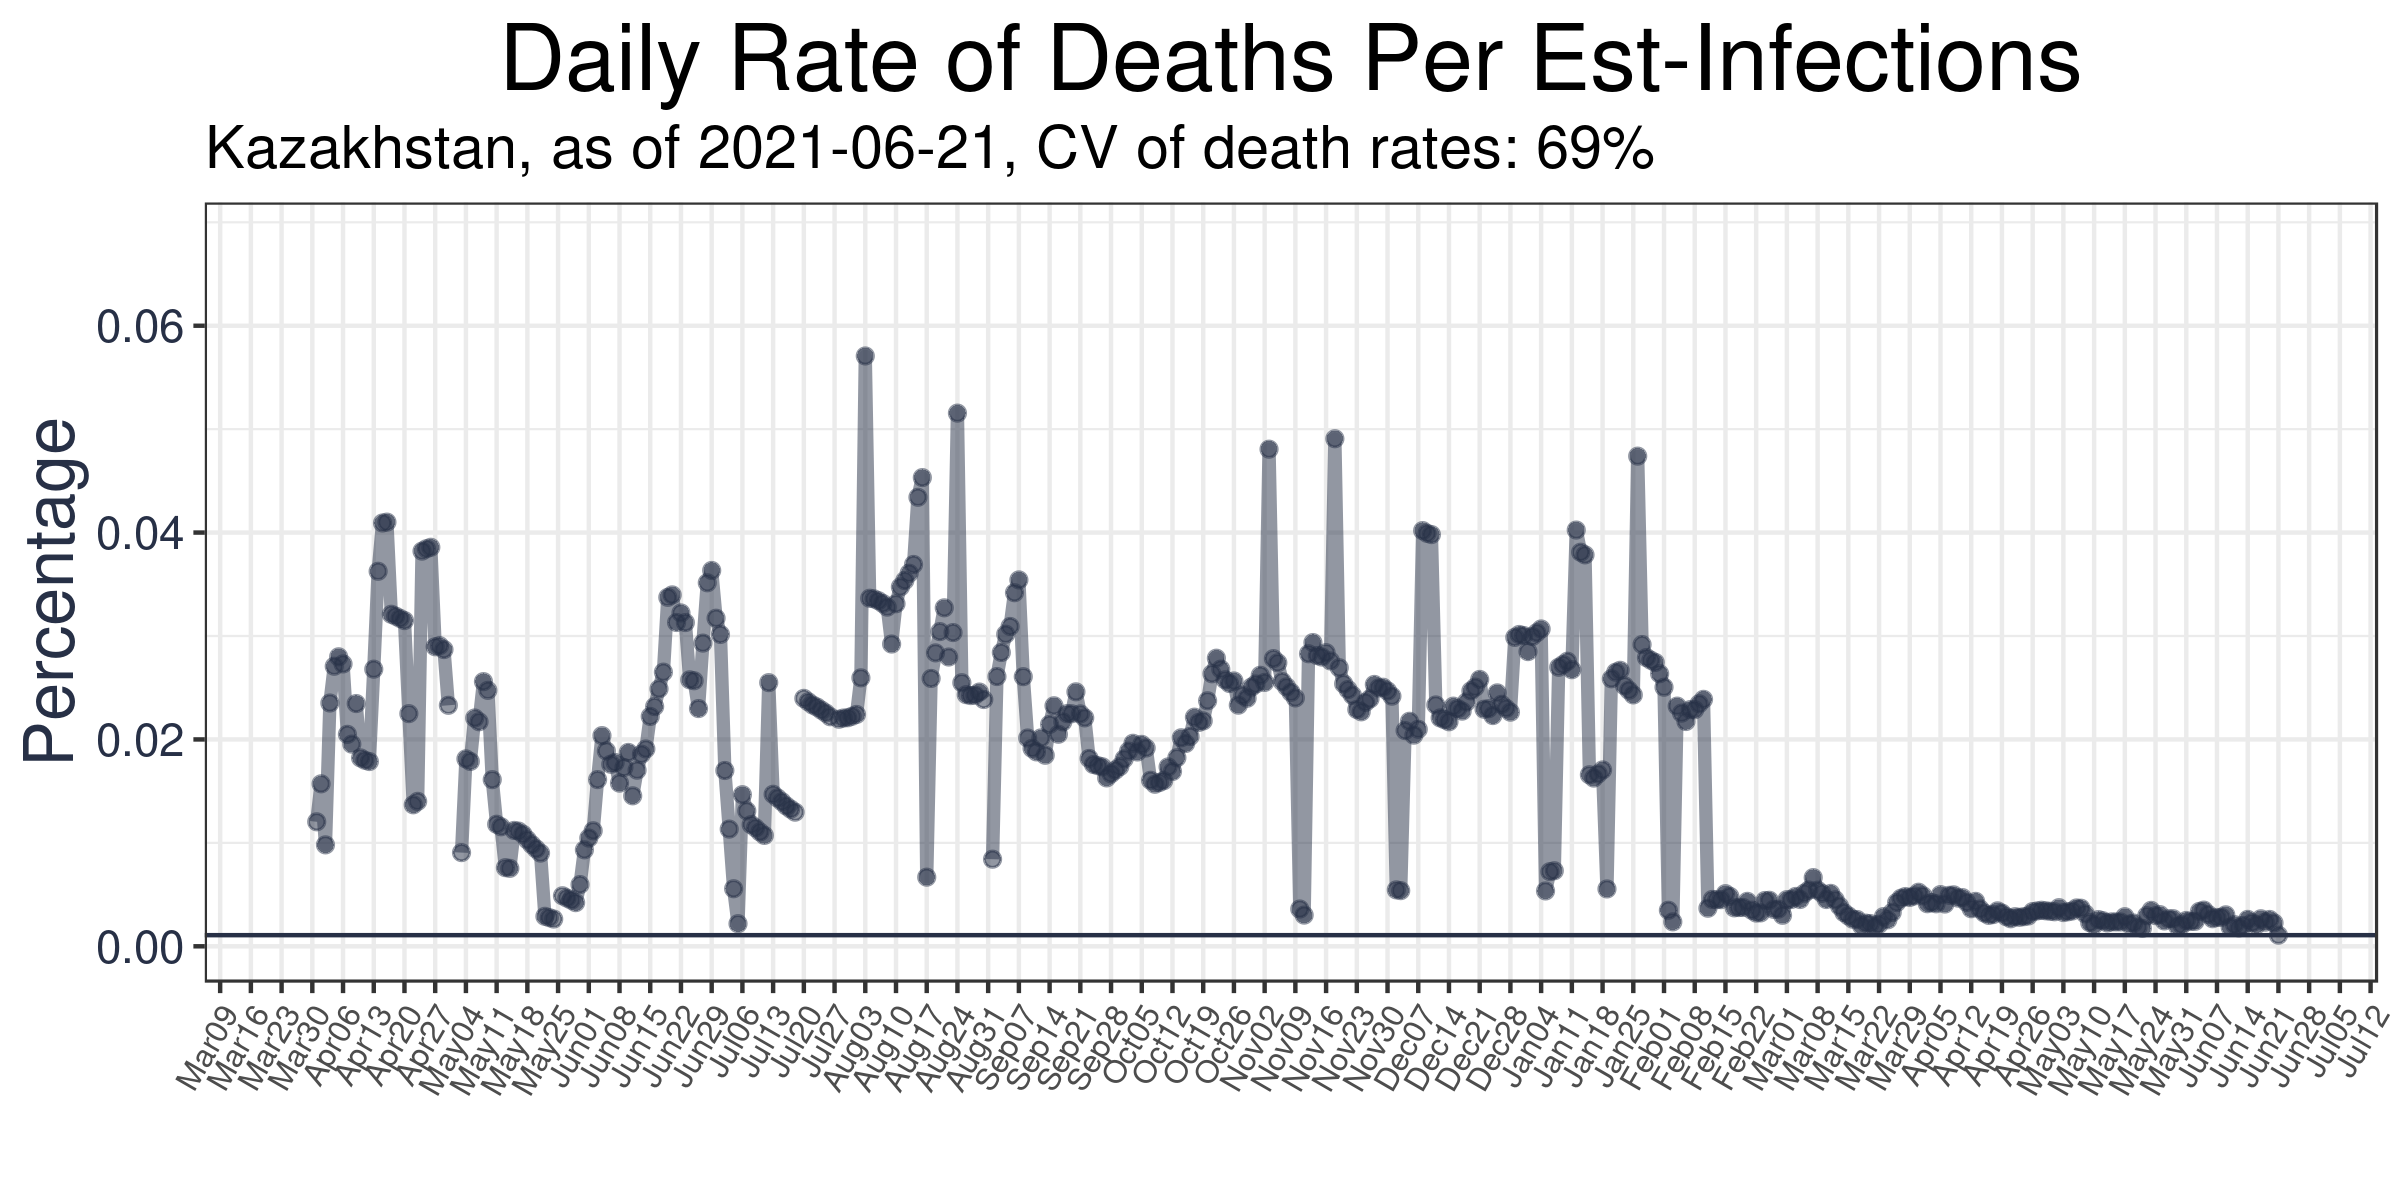 Daily Rate of Deaths Per Est-Infections
Kazakhstan, as of 2021-06-21, CV of death rates: 69%
Percentage
0.06
0.04
0.02
0.00
Mar09
Mar16
Mar23
Mar30
Apr06
Apr13
Apr20
Apr27
May04
May11
May18
May25
Jun01
Jun08
Jun15
Jun22
Jun29
Jul06
Jul13
Jul20
Jul27
Aug03
Aug10
Aug17
Aug24
Aug31
Sep07
Sep14
Sep21
Sep28
Oct05
Oct12
Oct19
Oct26
Nov02
Nov09
Nov16
Nov23
Nov30
Dec07
Dec14
Dec21
Dec28
Jan04
Jan11
Jan18
Jan25
Feb01
Feb08
Feb15
Feb22
Mar01
Mar08
Mar15
Mar22
Mar29
Apr05
Apr12
Apr19
Apr26
May03
May10
May17
May24
May31
Jun07
Jun14
Jun21
Jun28
Jul05
Jul12